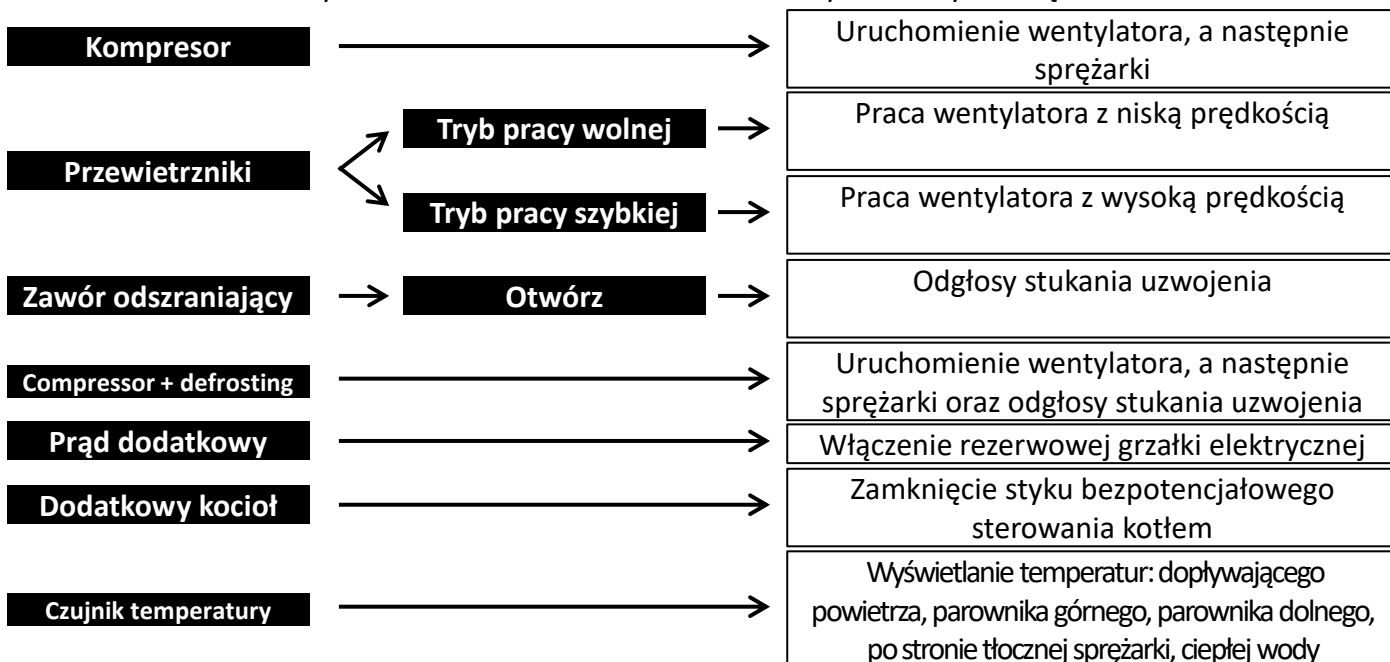 Kompresor
Uruchomienie wentylatora, a następnie
sprężarki
Przewietrzniki
Tryb pracy wolnej
Praca wentylatora z niską prędkością
Tryb pracy szybkiej
Praca wentylatora z wysoką prędkością
Zawór odszraniający
Otwórz
Odgłosy stukania uzwojenia
Compressor + defrosting
Uruchomienie wentylatora, a następnie
sprężarki oraz odgłosy stukania uzwojenia
Prąd dodatkowy
Włączenie rezerwowej grzałki elektrycznej
Dodatkowy kocioł
Zamknięcie styku bezpotencjałowego
sterowania kotłem
Czujnik temperatury
Wyświetlanie temperatur: dopływającego
powietrza, parownika górnego, parownika dolnego,
po stronie tłocznej sprężarki, ciepłej wody